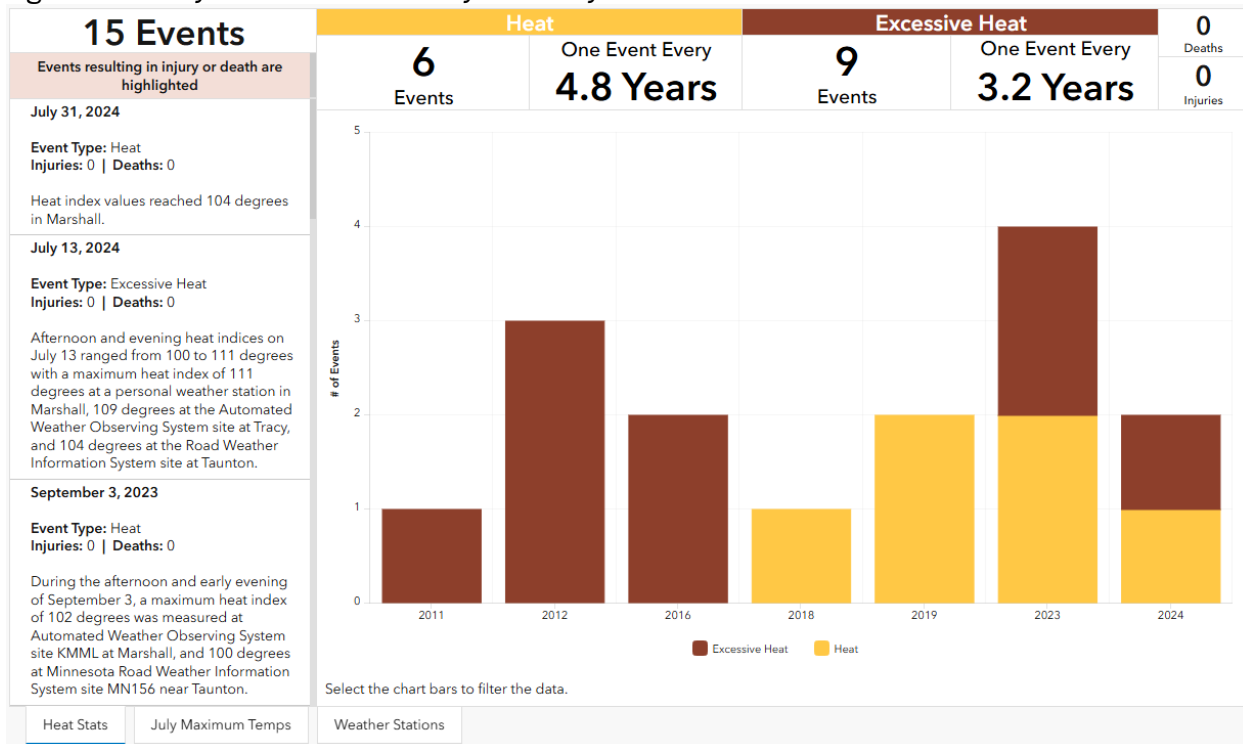 15 Events
Events resulting in injury or death are
highlighted
July 31, 2024
Event Type: Heat
Injuries: 0 | Deaths: 0
Heat index values reached 104 degrees
in Marshall.
July 13, 2024
Event Type: Excessive Heat
Injuries: 0 | Deaths: 0
Afternoon and evening heat indices on
July 13 ranged from 100 to 111 degrees
with a maximum heat index of 111
degrees at a personal weather station in
Marshall, 109 degrees at the Automated
Weather Observing System site at Tracy,
and 104 degrees at the Road Weather
Information System site at Taunton.
September 3, 2023
Event Type: Heat
Injuries: 0 | Deaths: 0
During the afternoon and early evening
of September 3, a maximum heat index
of 102 degrees was measured at
Automated Weather Observing System
site KMML at Marshall, and 100 degrees
at Minnesota Road Weather Information
System site MN156 near Taunton.
Heat
6
Events
One Event Every
4.8 Years
Excessive Heat
9
Events
One Event Every
3.2 Years
0
Deaths
0
Injuries
# of Events
5
4
3
2
1
0
2011 2012 2016 2018 2019 2023 2024
Excessive Heat Heat
Select the chart bars to filter the data.
Heat Stats July Maximum Temps Weather Stations